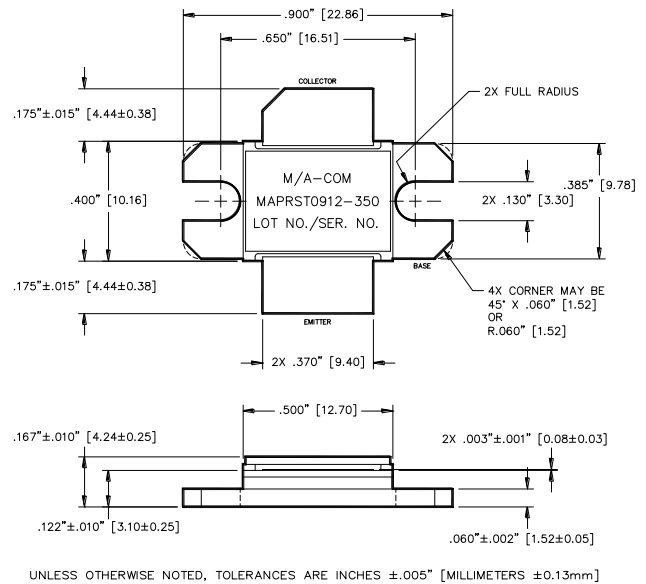 .900" [22.86]
.650" [16.51]
COLLECTOR
2X FULL RADIUS
.175"±.015" [4.44±0.38]
M/A-COM
.385" [9.78]
.400" [10.16]
MAPRST0912-350
2X .130" [3.30]
LOT NO./SER. NO.
BASE
.175"±.015" [4.44±0.38]
4X CORNER MAY BE
45° X .060" [1.52]
OR
R.060" [1.52]
EMITTER
2X .370" [9.40]
.500" [12.70]
.167"±.010" [4.24±0.25]
2X .003"±.001" [0.08±0.03]
.122"±.010" [3.10±0.25]
.060"±.002" [1.52±0.05]
UNLESS OTHERWISE NOTED, TOLERANCES ARE INCHES ±.005" [MILLIMETERS ±0.13mm]